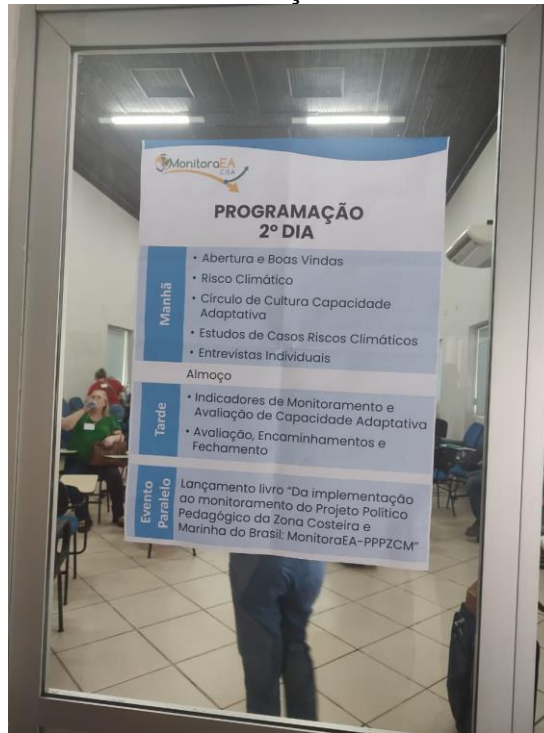 MonitoraEA
CSA
PROGRAMAÇÃO
2º DIA
Manhã
• Abertura e Boas Vindas
• Risco Climático
• Círculo de Cultura Capacidade
Adaptativa
• Estudos de Casos Riscos Climáticos
• Entrevistas Individuais
Almoço
Tarde
• Indicadores de Monitoramento e
Avaliação de Capacidade Adaptativa
• Avaliação, Encaminhamentos e
Fechamento
Evento
Paralelo
Lançamento livro "Da implementação
ao monitoramento do Projeto Político
Pedagógico da Zona Costeira e
Marinha do Brasil: MonitoraEA-PPPZCM"